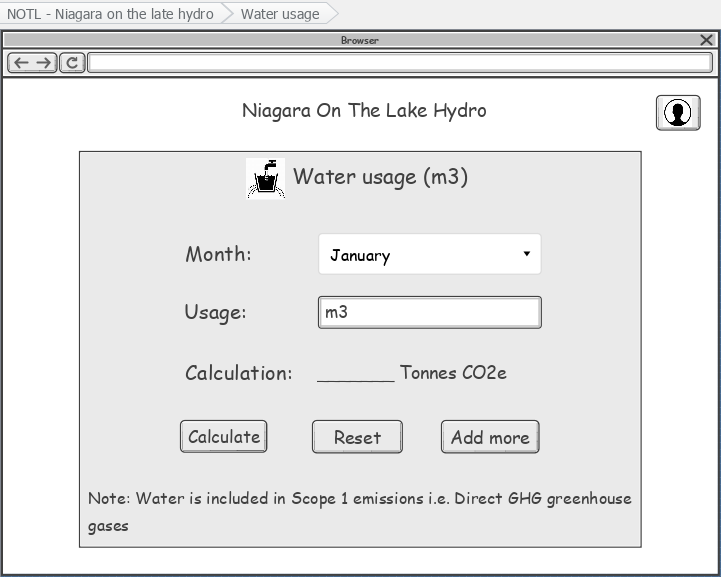 NOTL - Niagara on the late hydro Water usage
Browser
Niagara On The Lake Hydro
Water usage (m3)
Month: January
Usage: m3
Calculation: _______ Tonnes CO2e
Calculate Reset Add more
Note: Water is included in Scope 1 emissions i.e. Direct GHG greenhouse
gases